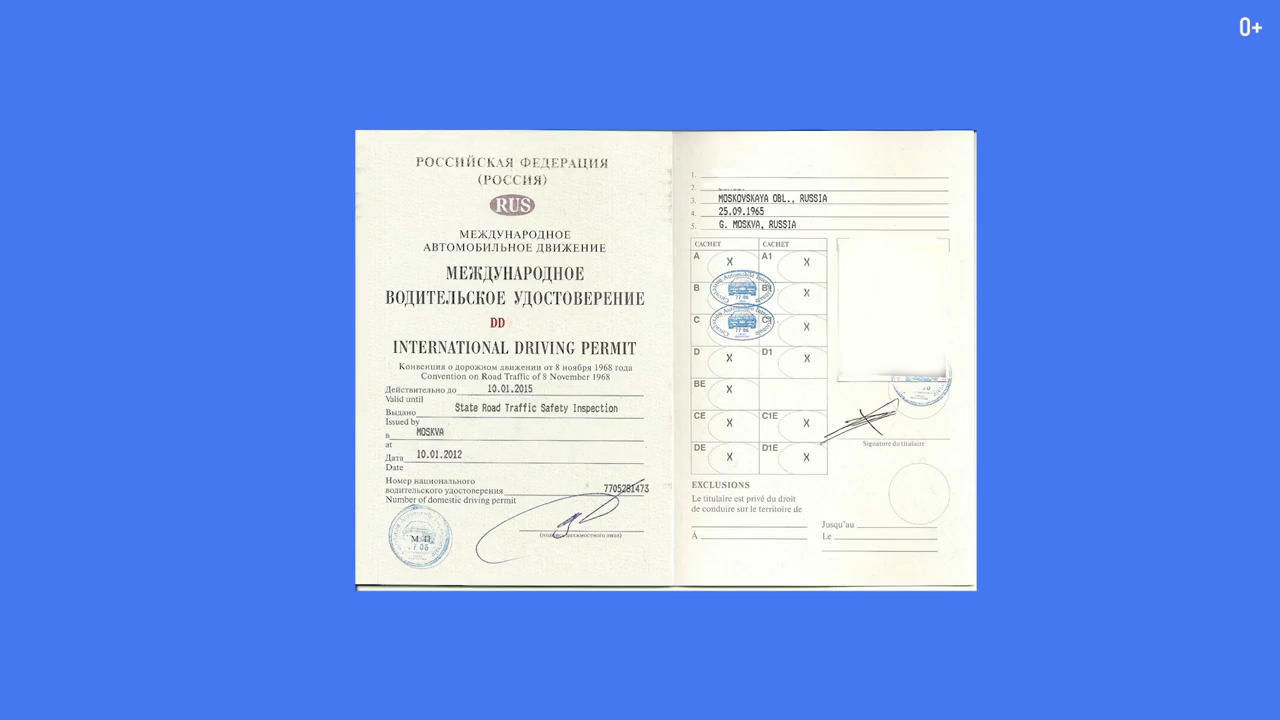 0+
РОССИЙСКАЯ ФЕДЕРАЦИЯ
(РОССИЯ)
RUS
МЕЖДУНАРОДНОЕ
АВТОМОБИЛЬНОЕ ДВИЖЕНИЕ
МЕЖДУНАРОДНОЕ
ВОДИТЕЛЬСКОЕ УДОСТОВЕРЕНИЕ
DD
INTERNATIONAL DRIVING PERMIT
Конвенция о дорожном движении от 8 ноября 1968 года
Convention on Road Traffic of 8 November 1968
Действительно до 10.01.2015
Valid until
Выдано State Road Traffic Safety Inspection
Issued by
в MOSKVA
at
Дата 10.01.2012
Date
Номер национального
водительского удостоверения 7705281473
Number of domestic driving permit
М.П.
(подпись должностного лица)
1.
2.
3. MOSKOVSKAYA OBL., RUSSIA
4. 25.09.1965
5. G. MOSKVA, RUSSIA
CACHET CACHET
A X A1 X
B B1 X
C C1 X
D X D1 X
BE X
CE X C1E X
DE X D1E X
Signature du titulaire
EXCLUSIONS
Le titulaire est privé du droit
de conduire sur le territoire de
Jusqu'au
À Le